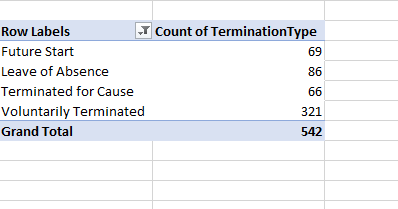 Row Labels Count of TerminationType
Future Start 69
Leave of Absence 86
Terminated for Cause 66
Voluntarily Terminated 321
Grand Total 542